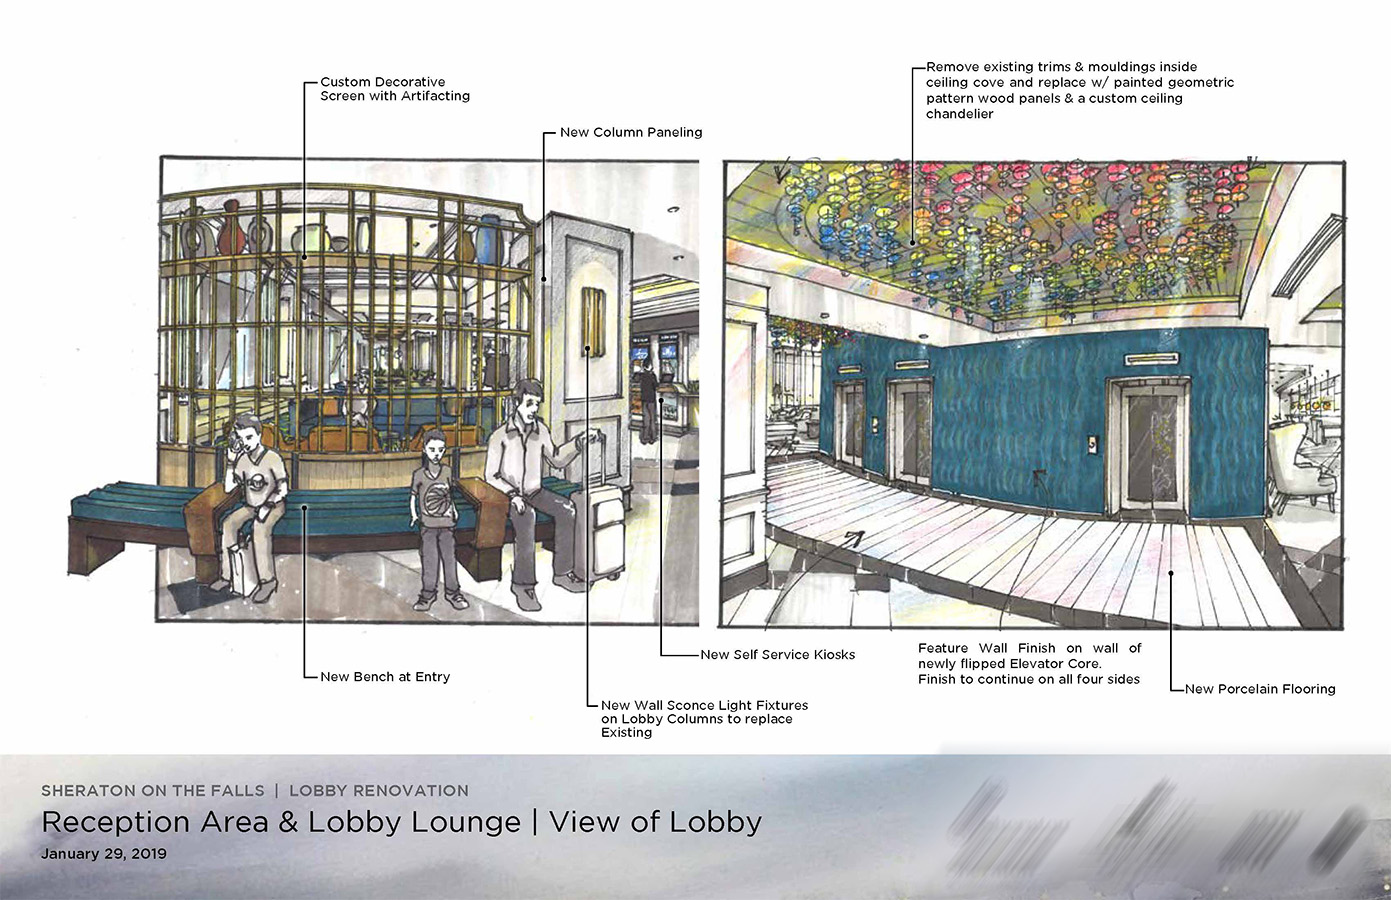 Custom Decorative
Screen with Artifacting
New Column Paneling
Remove existing trims & mouldings inside
ceiling cove and replace w/ painted geometric
pattern wood panels & a custom ceiling
chandelier
New Self Service Kiosks
New Bench at Entry
New Wall Sconce Light Fixtures
on Lobby Columns to replace
Existing
Feature Wall Finish on wall of
newly flipped Elevator Core.
Finish to continue on all four sides
New Porcelain Flooring
SHERATON ON THE FALLS | LOBBY RENOVATION
Reception Area & Lobby Lounge | View of Lobby
January 29, 2019